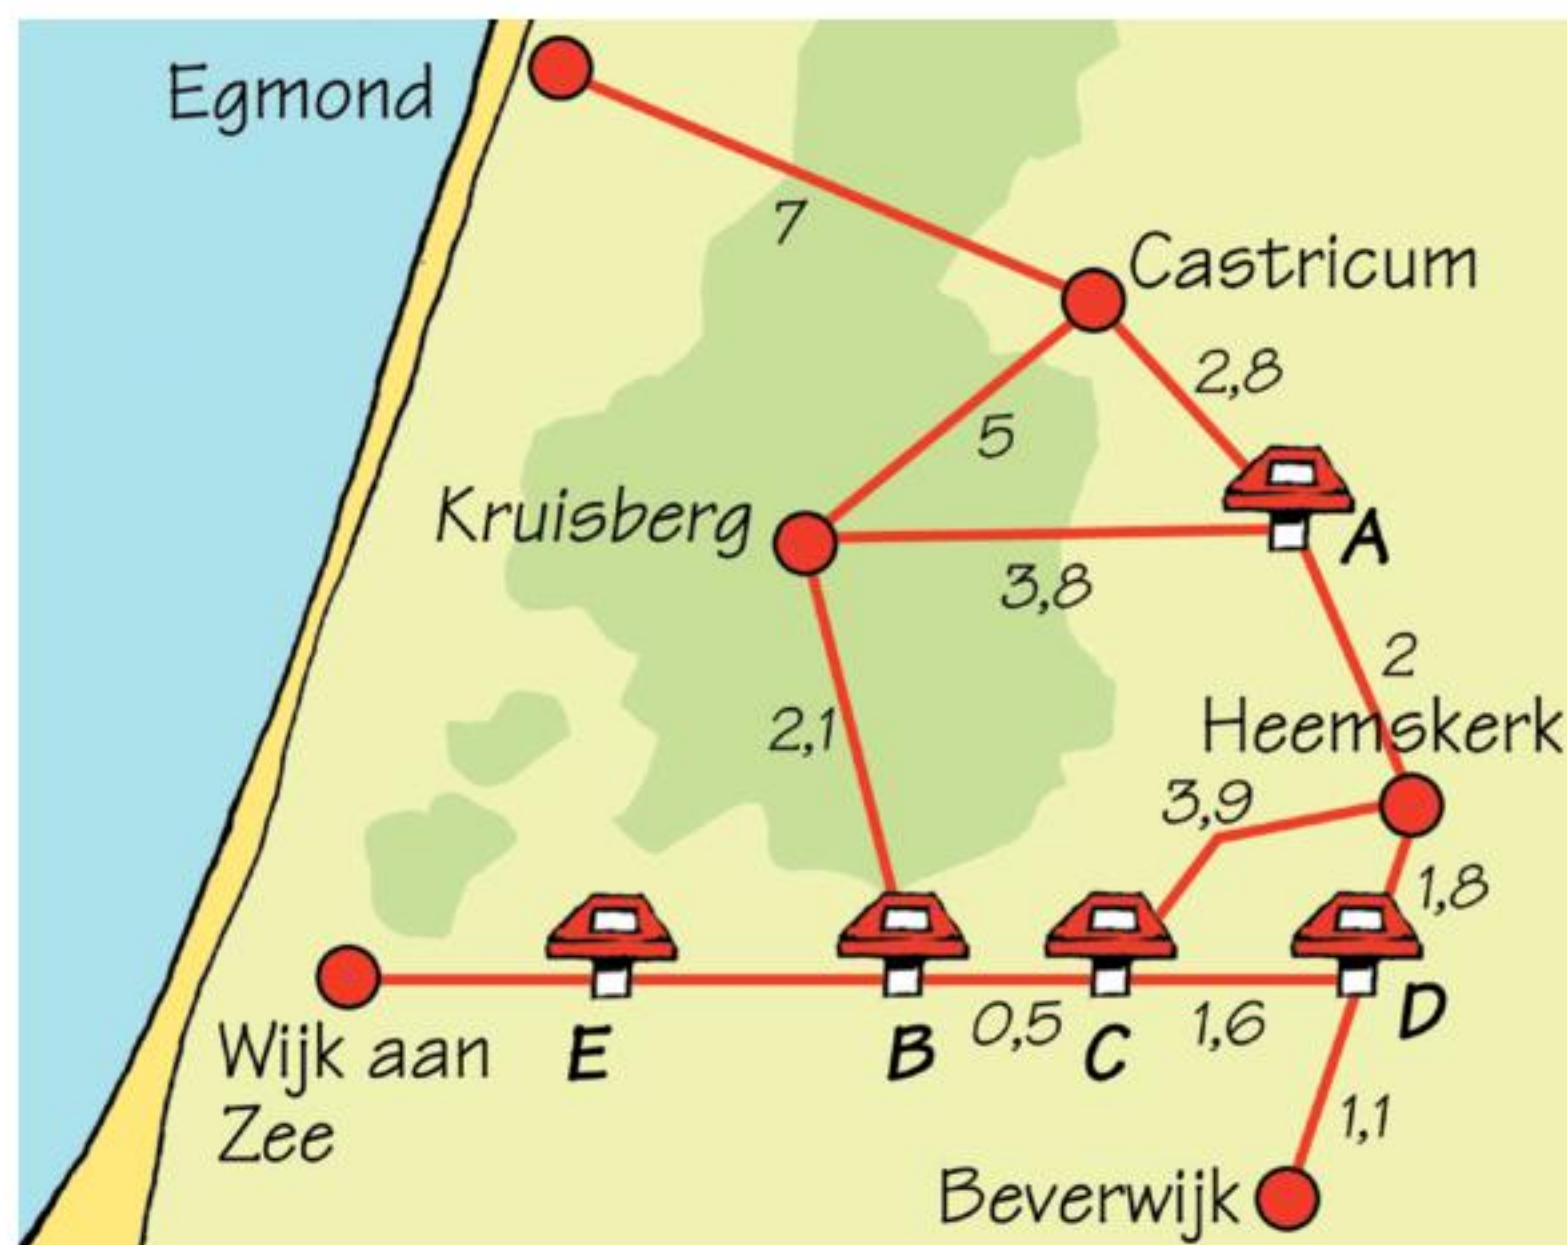 Egmond
7
Castricum
2,8
5
Kruisberg
A
3,8
2
2,1
Heemskerk
3,9
1,8
Wijk aan
Zee
E
B
0,5
C
1,6
D
1,1
Beverwijk